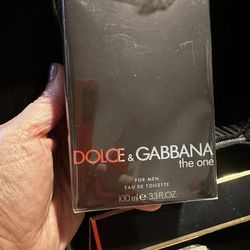 DOLCE & GABBANA
the one
FOR MEN
EAU DE TOILETTE
100 ml e 3.3 FL.OZ.